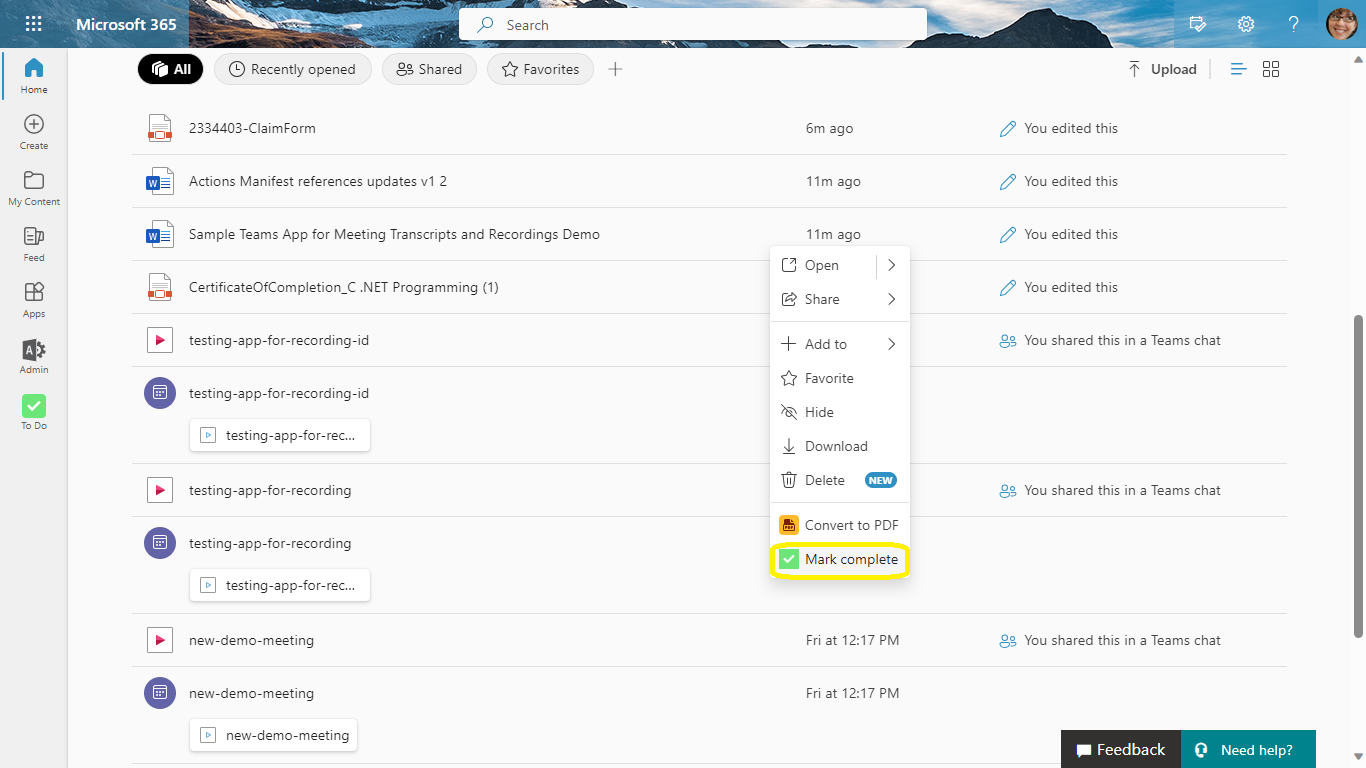 Microsoft 365
Search
?
Home
Create
My Content
Feed
Apps
Admin
To Do
All
Recently opened
Shared
Favorites
Upload
2334403-ClaimForm
6m ago
You edited this
Actions Manifest references updates v1 2
11m ago
You edited this
Sample Teams App for Meeting Transcripts and Recordings Demo
11m ago
You edited this
CertificateOfCompletion_C .NET Programming (1)
You edited this
testing-app-for-recording-id
You shared this in a Teams chat
testing-app-for-recording-id
testing-app-for-rec...
testing-app-for-recording
You shared this in a Teams chat
testing-app-for-recording
testing-app-for-rec...
new-demo-meeting
Fri at 12:17 PM
You shared this in a Teams chat
new-demo-meeting
Fri at 12:17 PM
new-demo-meeting
Open
Share
Add to
Favorite
Hide
Download
Delete
NEW
Convert to PDF
Mark complete
Feedback
Need help?